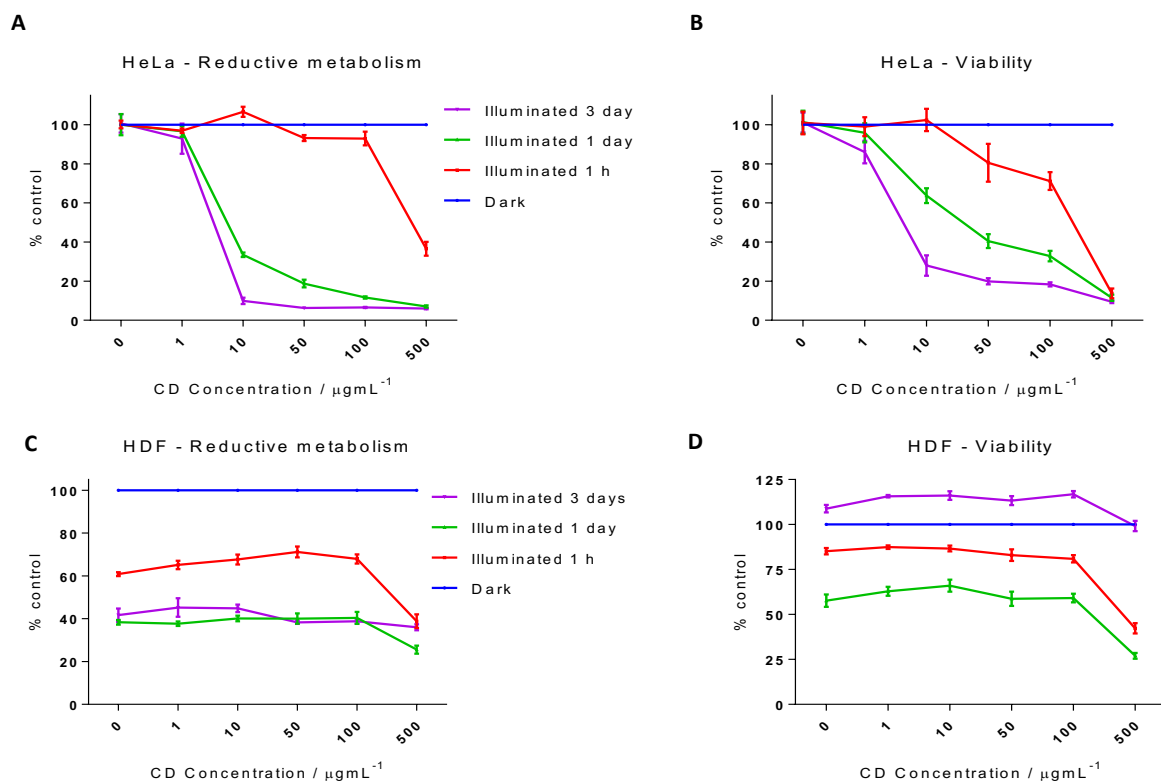 A
HeLa - Reductive metabolism
% control
100
80
60
40
20
0
0 1 10 50 100 500
CD Concentration / μgmL⁻¹
Illuminated 3 day
Illuminated 1 day
Illuminated 1 h
Dark
B
HeLa - Viability
% control
100
80
60
40
20
0
0 1 10 50 100 500
CD Concentration / μgmL⁻¹
C
HDF - Reductive metabolism
% control
100
80
60
40
20
0
0 1 10 50 100 500
CD Concentration / μgmL⁻¹
Illuminated 3 days
Illuminated 1 day
Illuminated 1 h
Dark
D
HDF - Viability
% control
125
100
75
50
25
0
0 1 10 50 100 500
CD Concentration / μgmL⁻¹